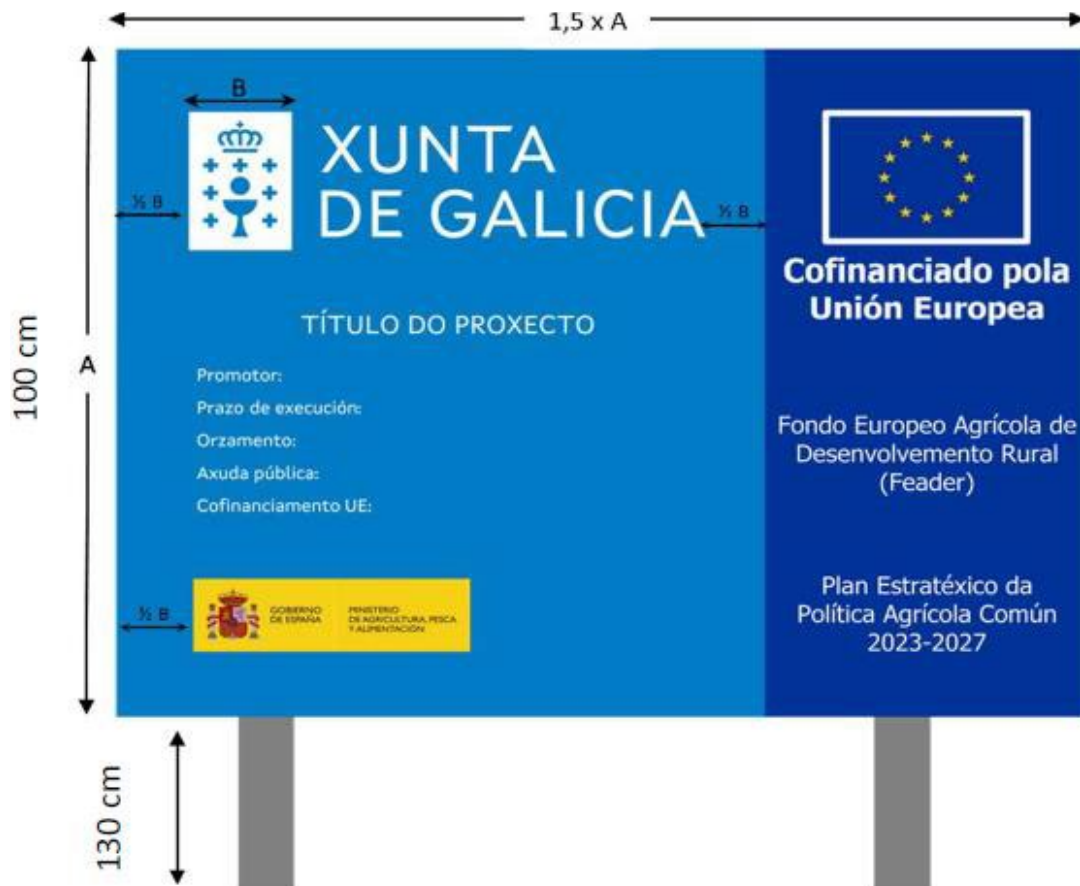 1,5 x A
B
XUNTA
DE GALICIA
½ B
½ B
TÍTULO DO PROXECTO
100 cm
A
Promotor:
Prazo de execución:
Orzamento:
Axuda pública:
Cofinanciamento UE:
½ B
GOBIERNO
DE ESPAÑA
MINISTERIO
DE AGRICULTURA, PESCA
Y ALIMENTACIÓN
Cofinanciado pola
Unión Europea
Fondo Europeo Agrícola de
Desenvolvemento Rural
(Feader)
Plan Estratéxico da
Política Agrícola Común
2023-2027
130 cm